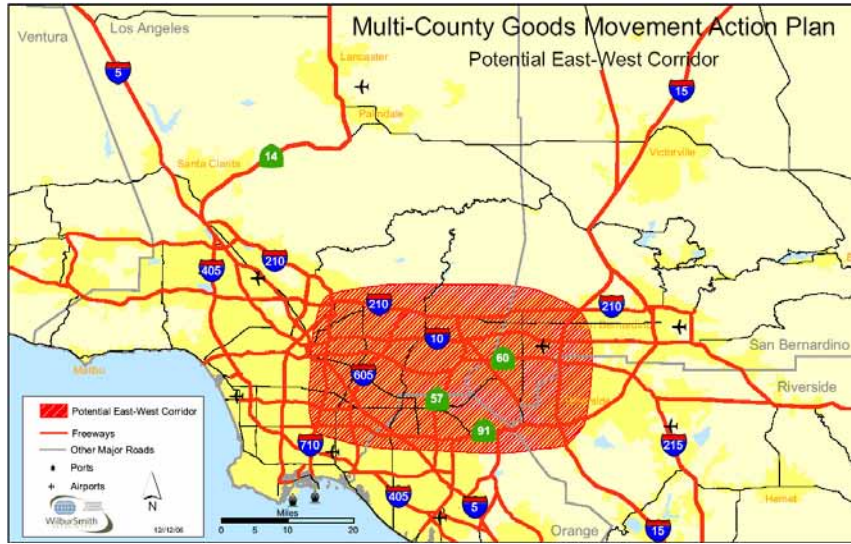 Multi-County Goods Movement Action Plan
Potential East-West Corridor
Ventura
Los Angeles
5
Lancaster
15
Palmdale
14
Santa Clarita
Victorville
405
210
210
210
10
60
San Bernardino
Malibu
605
57
Riverside
91
710
215
405
5
Hemet
Orange
15
Potential East-West Corridor
Freeways
Other Major Roads
Ports
Airports
N
WilburSmith
12/12/06
Miles
0 5 10 20